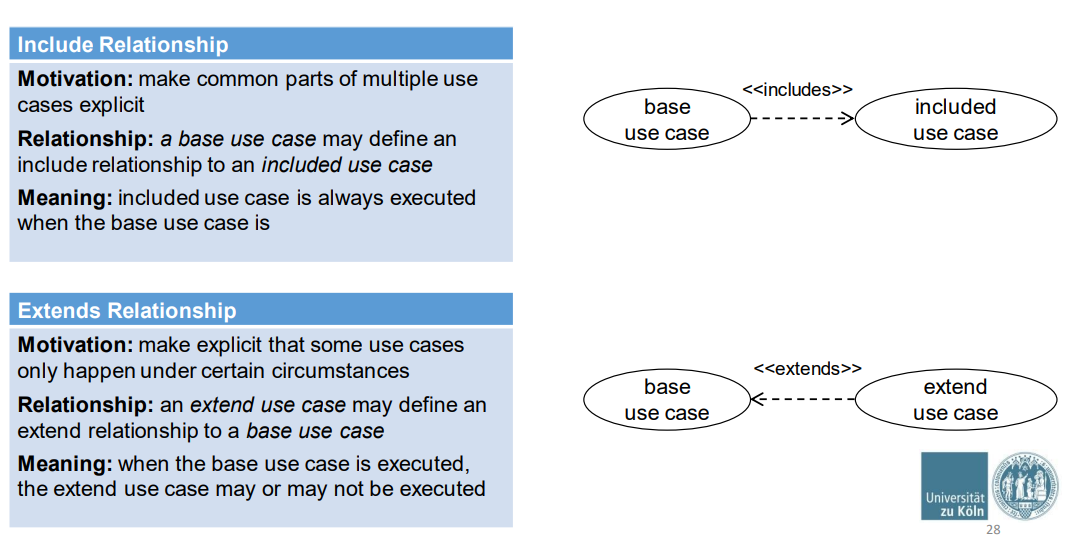 Include Relationship
Motivation: make common parts of multiple use
cases explicit
Relationship: a base use case may define an
include relationship to an included use case
Meaning: included use case is always executed
when the base use case is
<<includes>>
base
use case
included
use case
Extends Relationship
Motivation: make explicit that some use cases
only happen under certain circumstances
Relationship: an extend use case may define an
extend relationship to a base use case
Meaning: when the base use case is executed,
the extend use case may or may not be executed
<<extends>>
base
use case
extend
use case
Universität
zu Köln
28